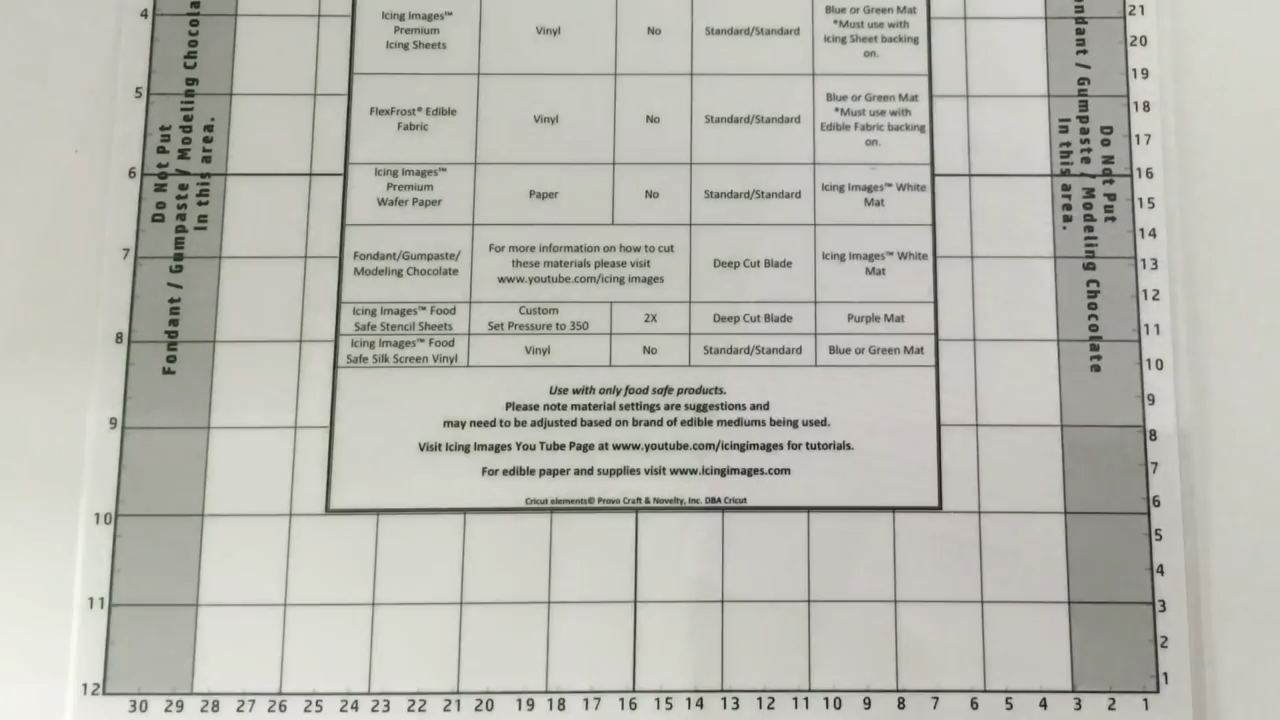 4
5
6
7
8
9
10
11
12
Do Not Put
Fondant / Gumpaste / Modeling Chocola
In this area.
Icing Images™
Premium
Icing Sheets
Vinyl
No
Standard/Standard
Blue or Green Mat
*Must use with
Icing Sheet backing
on.
FlexFrost® Edible
Fabric
Vinyl
No
Standard/Standard
Blue or Green Mat
*Must use with
Edible Fabric backing
on.
Icing Images™
Premium
Wafer Paper
Paper
No
Standard/Standard
Icing Images™ White
Mat
Fondant/Gumpaste/
Modeling Chocolate
For more information on how to cut
these materials please visit
www.youtube.com/icing images
Deep Cut Blade
Icing Images™ White
Mat
Icing Images™ Food
Safe Stencil Sheets
Custom
Set Pressure to 350
2X
Deep Cut Blade
Purple Mat
Icing Images™ Food
Safe Silk Screen Vinyl
Vinyl
No
Standard/Standard
Blue or Green Mat
Use with only food safe products.
Please note material settings are suggestions and
may need to be adjusted based on brand of edible mediums being used.
Visit Icing Images You Tube Page at www.youtube.com/icingimages for tutorials.
For edible paper and supplies visit www.icingimages.com
Cricut elements© Provo Craft & Novelty, Inc. DBA Cricut
Do Not Put
ondant / Gumpaste / Modeling Chocolate
In this area.
21
20
19
18
17
16
15
14
13
12
11
10
9
8
7
6
5
4
3
2
1
30 29 28 27 26 25 24 23 22 21 20 19 18 17 16 15 14 13 12 11 10 9 8 7 6 5 4 3 2 1